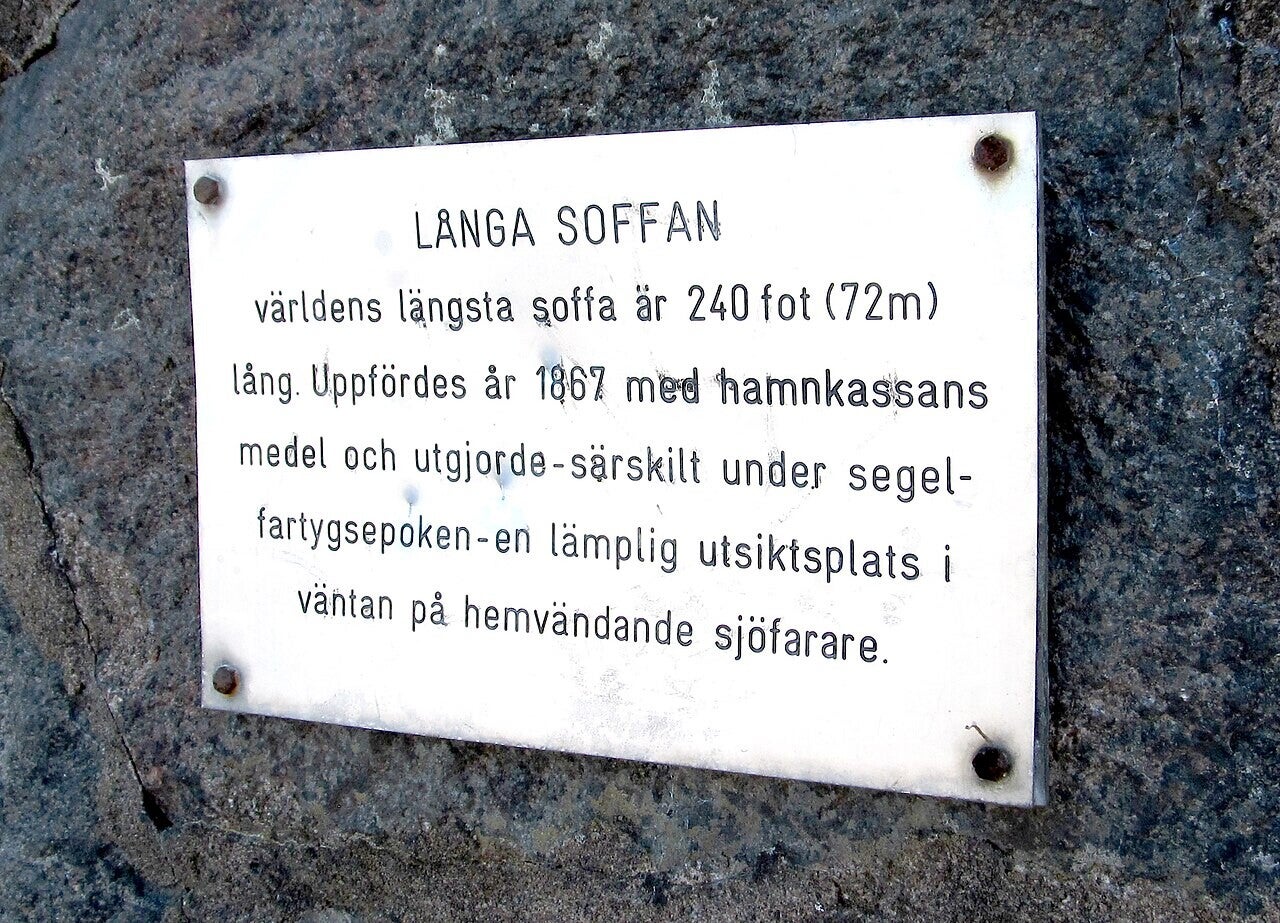 LÅNGA SOFFAN
världens längsta soffa är 240 fot (72m)
lång. Uppfördes år 1867 med hamnkassans
medel och utgjorde-särskilt under segel-
fartygsepoken-en lämplig utsiktsplats i
väntan på hemvändande sjöfarare.